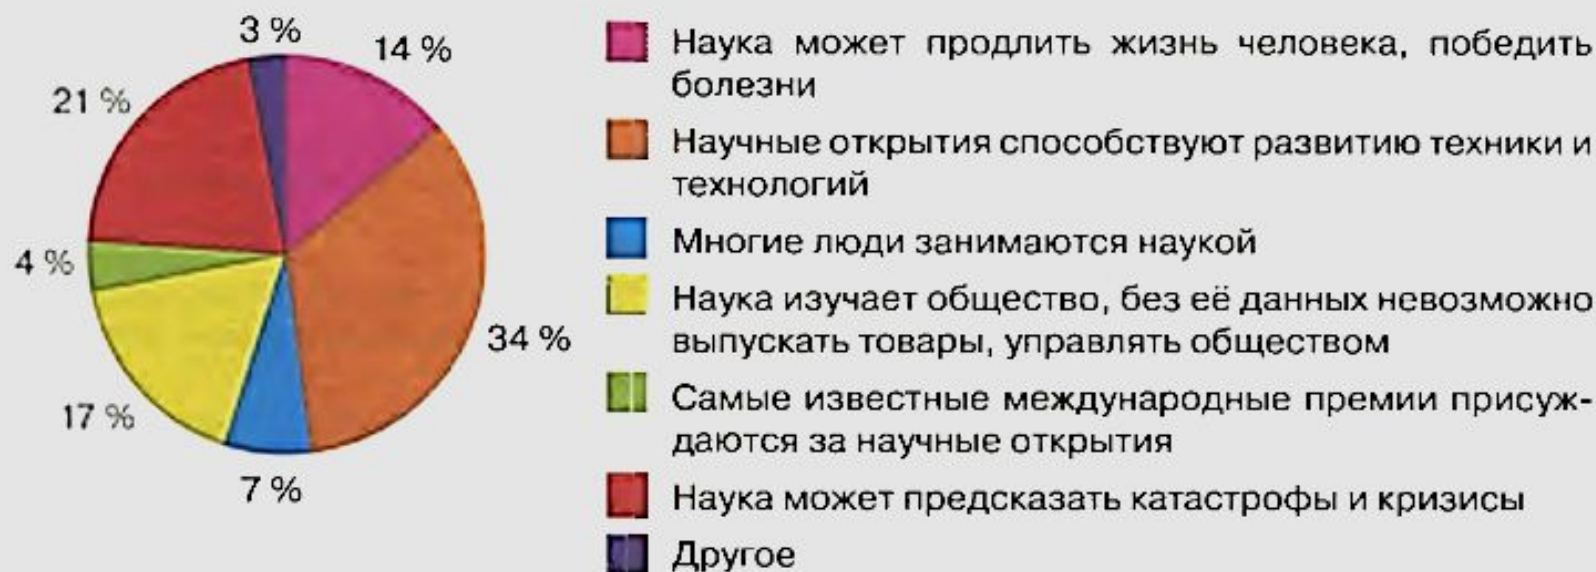 3 %
14 %
21 %
4 %
34 %
17 %
7 %
Наука может продлить жизнь человека, победить
болезни
Научные открытия способствуют развитию техники и
технологий
Многие люди занимаются наукой
Наука изучает общество, без её данных невозможно
выпускать товары, управлять обществом
Самые известные международные премии присуж-
даются за научные открытия
Наука может предсказать катастрофы и кризисы
Другое